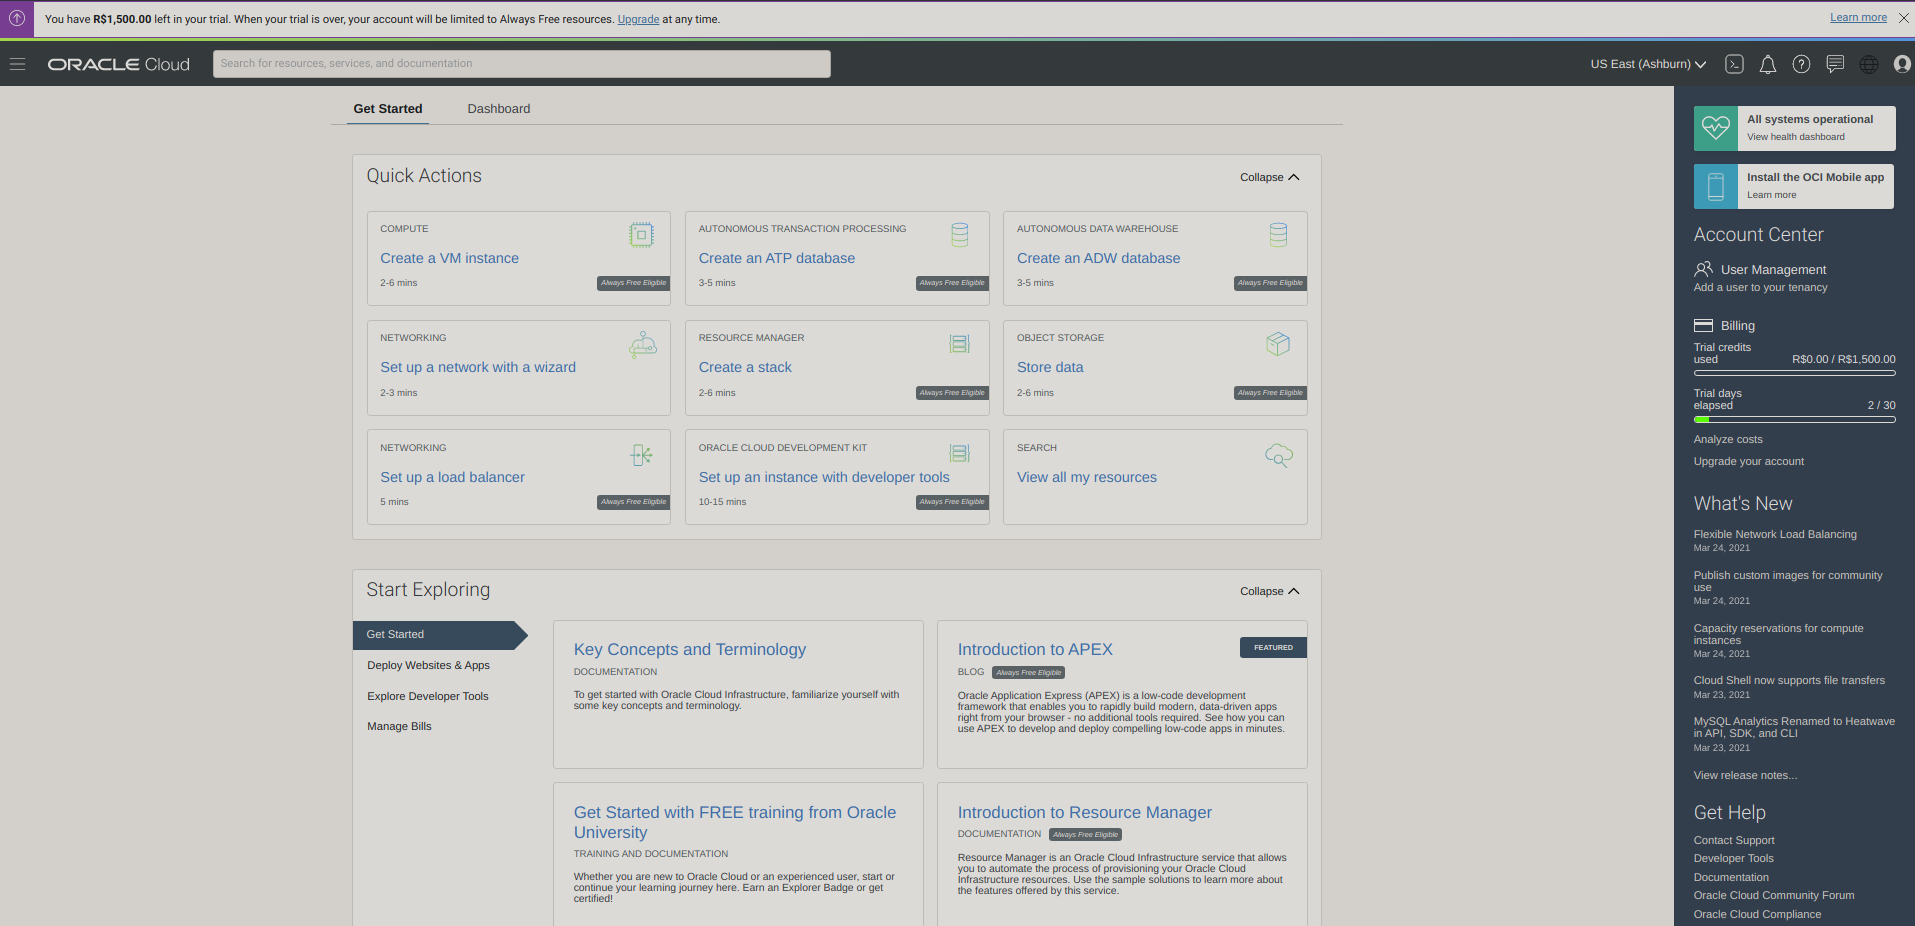 You have R$1,500.00 left in your trial. When your trial is over, your account will be limited to Always Free resources. Upgrade at any time.
Learn more
ORACLE Cloud
Search for resources, services, and documentation
US East (Ashburn)
Get Started
Dashboard
Quick Actions
Collapse
COMPUTE
Create a VM instance
2-6 mins
Always Free Eligible
AUTONOMOUS TRANSACTION PROCESSING
Create an ATP database
3-5 mins
Always Free Eligible
AUTONOMOUS DATA WAREHOUSE
Create an ADW database
3-5 mins
Always Free Eligible
NETWORKING
Set up a network with a wizard
2-3 mins
RESOURCE MANAGER
Create a stack
2-6 mins
Always Free Eligible
OBJECT STORAGE
Store data
2-6 mins
Always Free Eligible
NETWORKING
Set up a load balancer
5 mins
Always Free Eligible
ORACLE CLOUD DEVELOPMENT KIT
Set up an instance with developer tools
10-15 mins
Always Free Eligible
SEARCH
View all my resources
Start Exploring
Collapse
Get Started
Deploy Websites & Apps
Explore Developer Tools
Manage Bills
Key Concepts and Terminology
DOCUMENTATION
To get started with Oracle Cloud Infrastructure, familiarize yourself with
some key concepts and terminology.
Introduction to APEX
FEATURED
BLOG Always Free Eligible
Oracle Application Express (APEX) is a low-code development
framework that enables you to rapidly build modern, data-driven apps
right from your browser - no additional tools required. See how you can
use APEX to develop and deploy compelling low-code apps in minutes.
Get Started with FREE training from Oracle
University
TRAINING AND DOCUMENTATION
Whether you are new to Oracle Cloud or an experienced user, start or
continue your learning journey here. Earn an Explorer Badge or get
certified!
Introduction to Resource Manager
DOCUMENTATION Always Free Eligible
Resource Manager is an Oracle Cloud Infrastructure service that allows
you to automate the process of provisioning your Oracle Cloud
Infrastructure resources. Use the sample solutions to learn more about
the features offered by this service.
All systems operational
View health dashboard
Install the OCI Mobile app
Learn more
Account Center
User Management
Add a user to your tenancy
Billing
Trial credits
used R$0.00 / R$1,500.00
Trial days
elapsed 2 / 30
Analyze costs
Upgrade your account
What's New
Flexible Network Load Balancing
Mar 24, 2021
Publish custom images for community
use
Mar 24, 2021
Capacity reservations for compute
instances
Mar 24, 2021
Cloud Shell now supports file transfers
Mar 23, 2021
MySQL Analytics Renamed to Heatwave
in API, SDK, and CLI
Mar 23, 2021
View release notes...
Get Help
Contact Support
Developer Tools
Documentation
Oracle Cloud Community Forum
Oracle Cloud Compliance